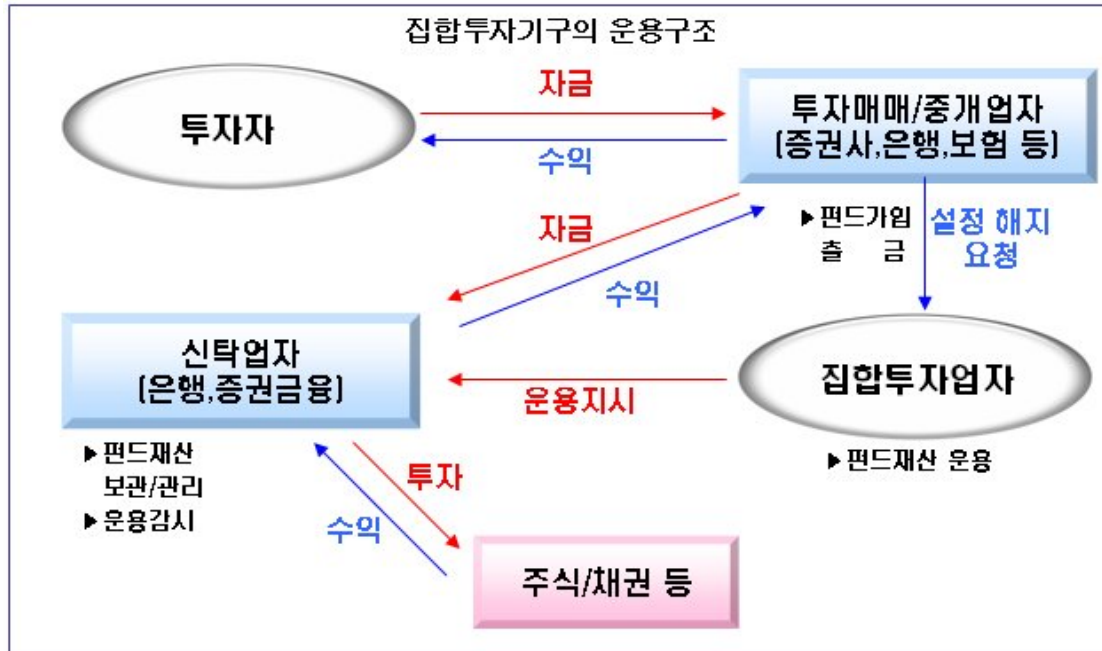 집합투자기구의 운용구조
투자자
자금
수익
투자매매/중개업자
(증권사,은행,보험 등)
▶펀드가입
출 금
설정 해지
요청
자금
수익
신탁업자
(은행,증권금융)
▶펀드재산
보관/관리
▶운용감시
운용지시
집합투자업자
▶펀드재산 운용
투자
수익
주식/채권 등